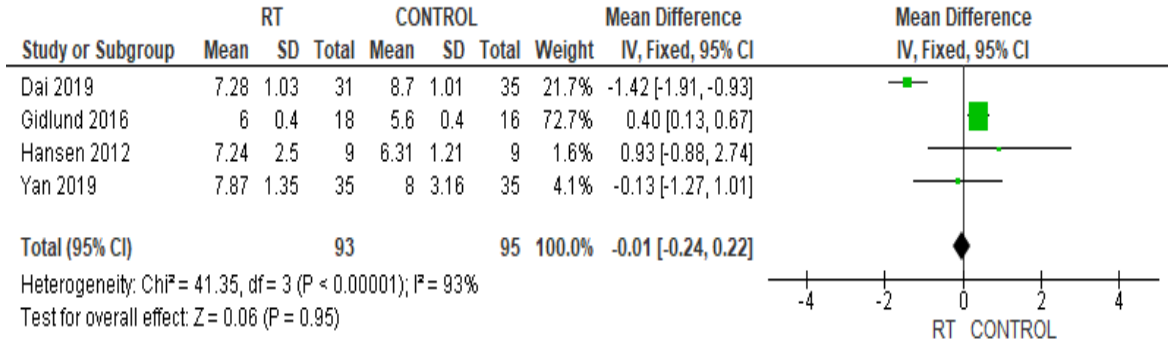 RT CONTROL Mean Difference Mean Difference
Study or Subgroup Mean SD Total Mean SD Total Weight IV, Fixed, 95% CI IV, Fixed, 95% CI
Dai 2019 7.28 1.03 31 8.7 1.01 35 21.7% -1.42 [-1.91, -0.93]
Gidlund 2016 6 0.4 18 5.6 0.4 16 72.7% 0.40 [0.13, 0.67]
Hansen 2012 7.24 2.5 9 6.31 1.21 9 1.6% 0.93 [-0.88, 2.74]
Yan 2019 7.87 1.35 35 8 3.16 35 4.1% -0.13 [-1.27, 1.01]
Total (95% CI) 93 95 100.0% -0.01 [-0.24, 0.22]
Heterogeneity: Chi² = 41.35, df = 3 (P < 0.00001); I² = 93%
Test for overall effect: Z = 0.06 (P = 0.95)
-4 -2 0 2 4
RT CONTROL